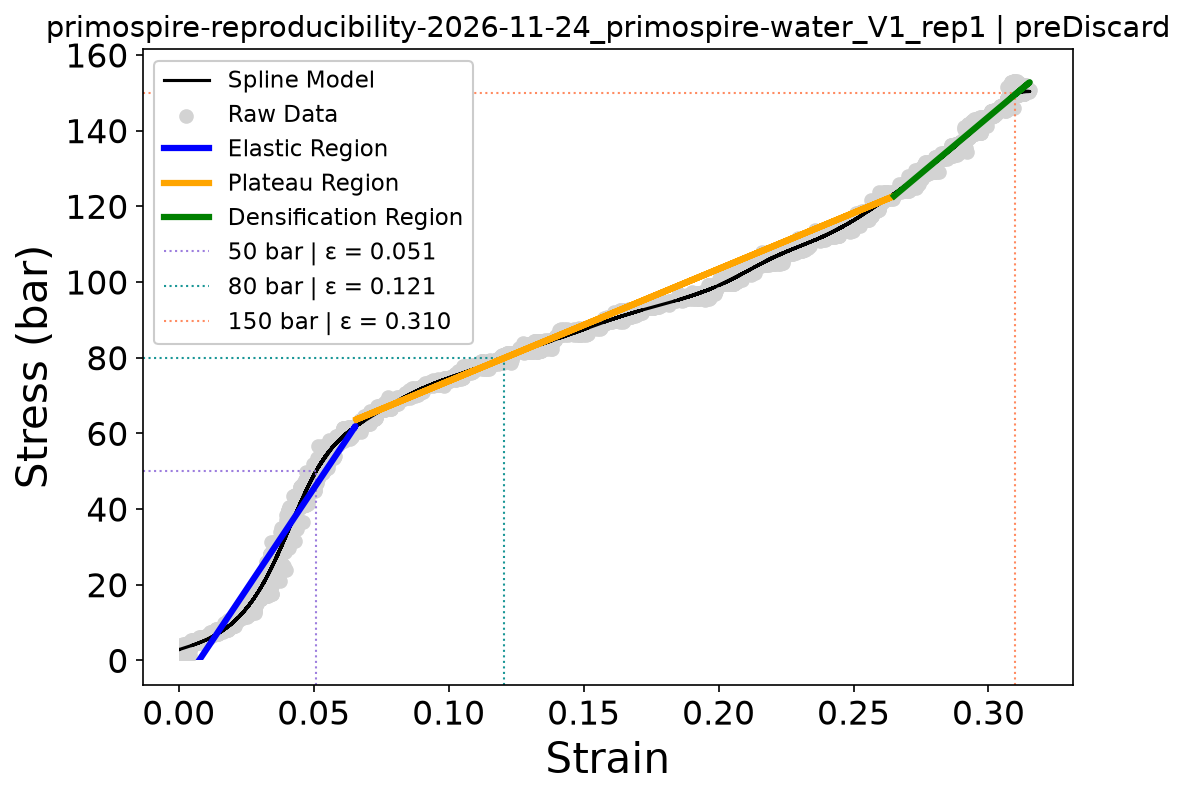 primospire-reproducibility-2026-11-24_primospire-water_V1_rep1 | preDiscard
Stress (bar)
160
140
120
100
80
60
40
20
0
Spline Model
Raw Data
Elastic Region
Plateau Region
Densification Region
50 bar | ε = 0.051
80 bar | ε = 0.121
150 bar | ε = 0.310
0.00 0.05 0.10 0.15 0.20 0.25 0.30
Strain